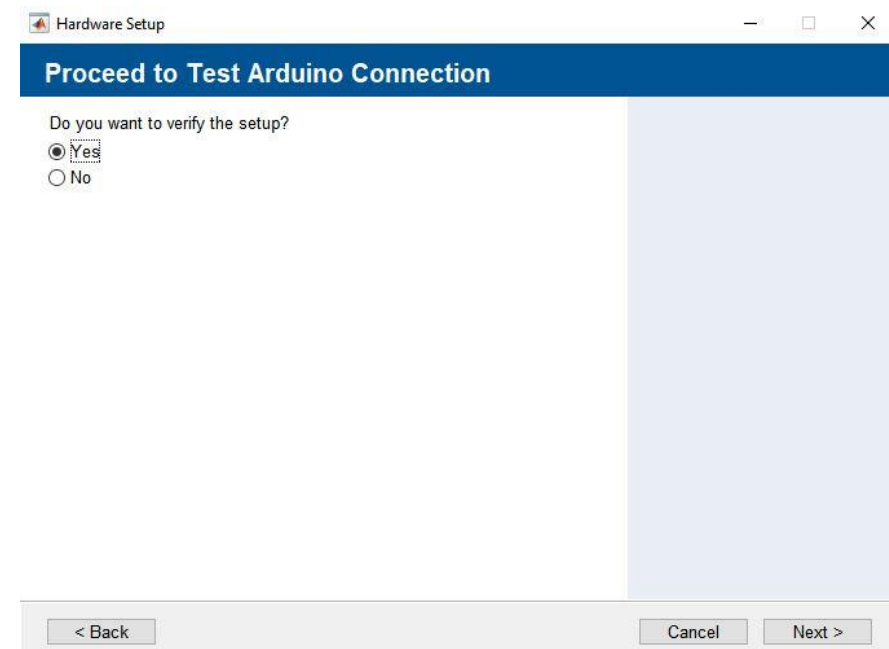 Hardware Setup
Proceed to Test Arduino Connection
Do you want to verify the setup?
Yes
No
< Back
Cancel
Next >